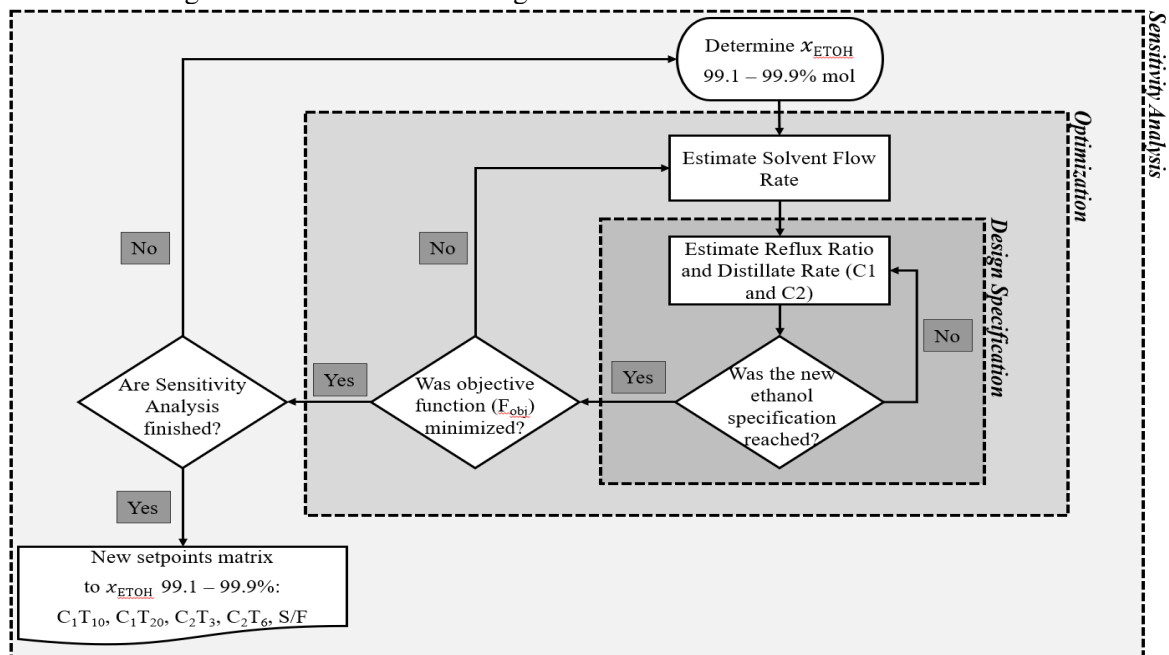 Sensitivity Analysis
Determine x_ETOH
99.1 – 99.9% mol
Optimization
Estimate Solvent Flow
Rate
Design Specification
Estimate Reflux Ratio
and Distillate Rate (C1
and C2)
No
No
No
Was the new
ethanol
specification
reached?
Yes
Was objective
function (F_obj)
minimized?
Yes
Are Sensitivity
Analysis
finished?
Yes
New setpoints matrix
to x_ETOH 99.1 – 99.9%:
C₁T₁₀, C₁T₂₀, C₂T₃, C₂T₆, S/F